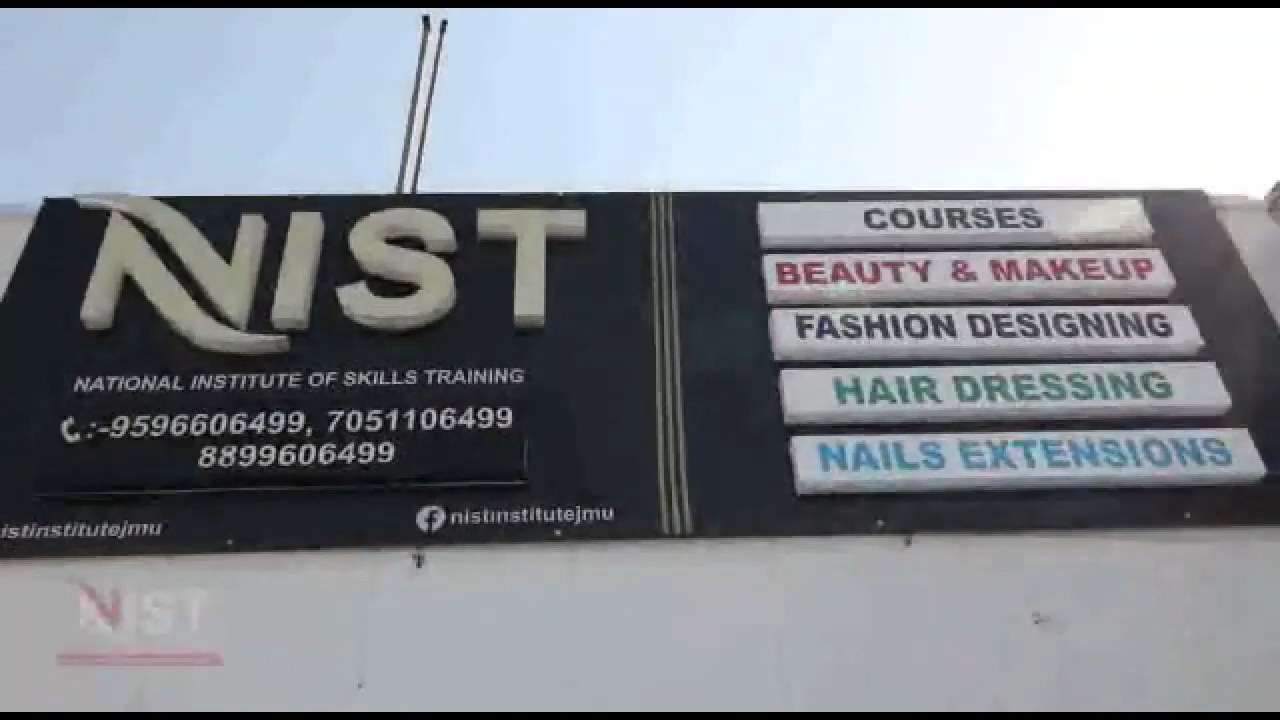 NIST
NATIONAL INSTITUTE OF SKILLS TRAINING
:-9596606499, 7051106499
8899606499
istinstitutejmu
nistinstitutejmu
COURSES
BEAUTY & MAKEUP
FASHION DESIGNING
HAIR DRESSING
NAILS EXTENSIONS
NIST